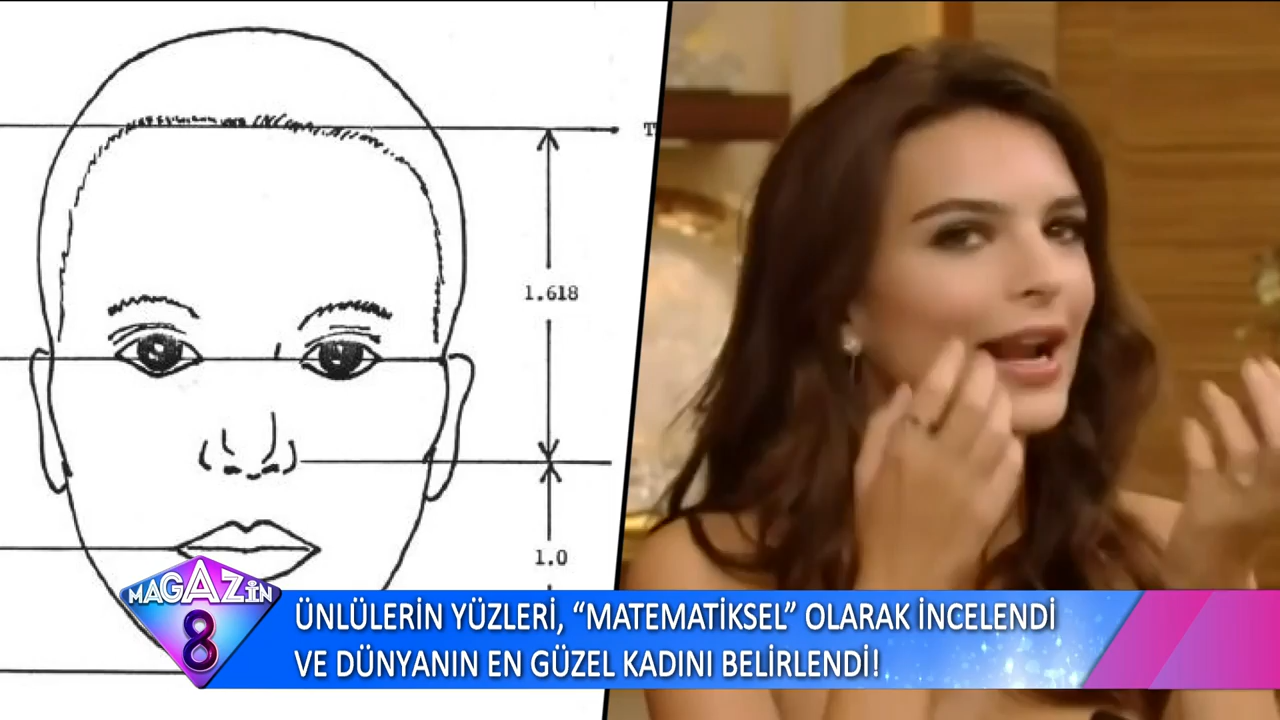 T
1.618
1.0
MAGAZİN
8
ÜNLÜLERİN YÜZLERİ, “MATEMATİKSEL” OLARAK İNCELENDİ
VE DÜNYANIN EN GÜZEL KADINI BELİRLENDİ!